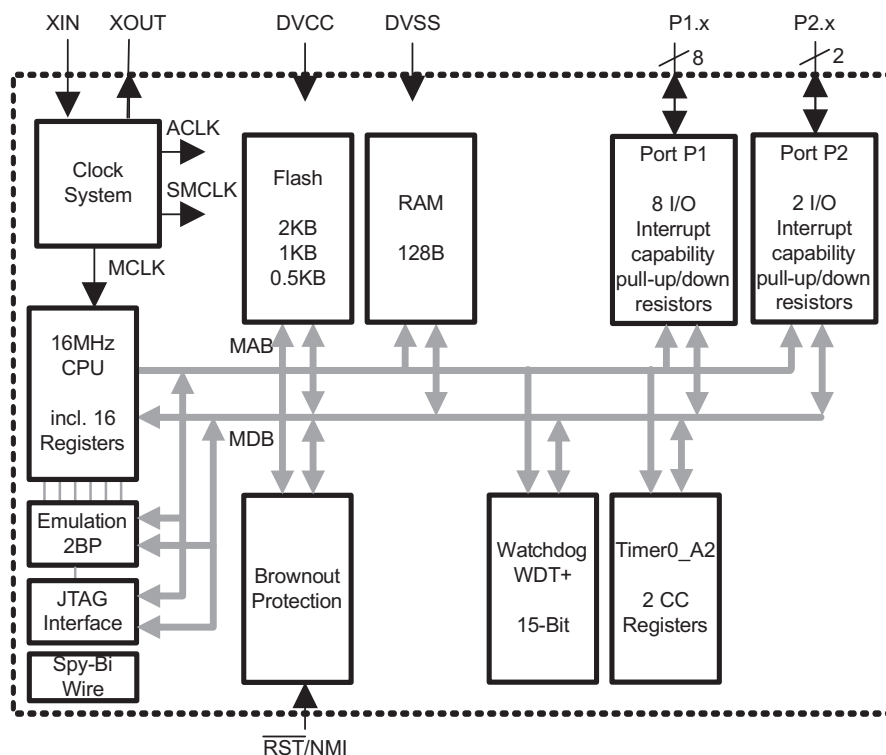 XIN
XOUT
DVCC
DVSS
P1.x
P2.x
8
2
Clock
System
ACLK
SMCLK
MCLK
Flash
2KB
1KB
0.5KB
RAM
128B
Port P1
8 I/O
Interrupt
capability
pull-up/down
resistors
Port P2
2 I/O
Interrupt
capability
pull-up/down
resistors
16MHz
CPU
incl. 16
Registers
MAB
MDB
Emulation
2BP
JTAG
Interface
Spy-Bi
Wire
Brownout
Protection
Watchdog
WDT+
15-Bit
Timer0_A2
2 CC
Registers
RST/NMI